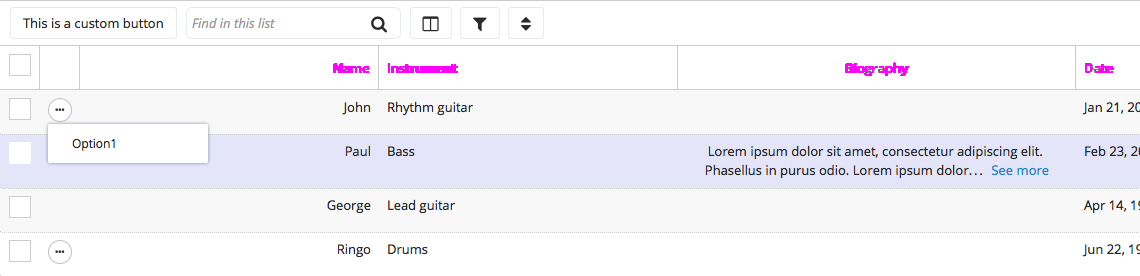 This is a custom button Find in this list
Name Instrument Biography Date
John Rhythm guitar Jan 21, 20
Option1
Paul Bass Lorem ipsum dolor sit amet, consectetur adipiscing elit. Feb 23, 20
Phasellus in purus odio. Lorem ipsum dolor... See more
George Lead guitar Apr 14, 19
Ringo Drums Jun 22, 19